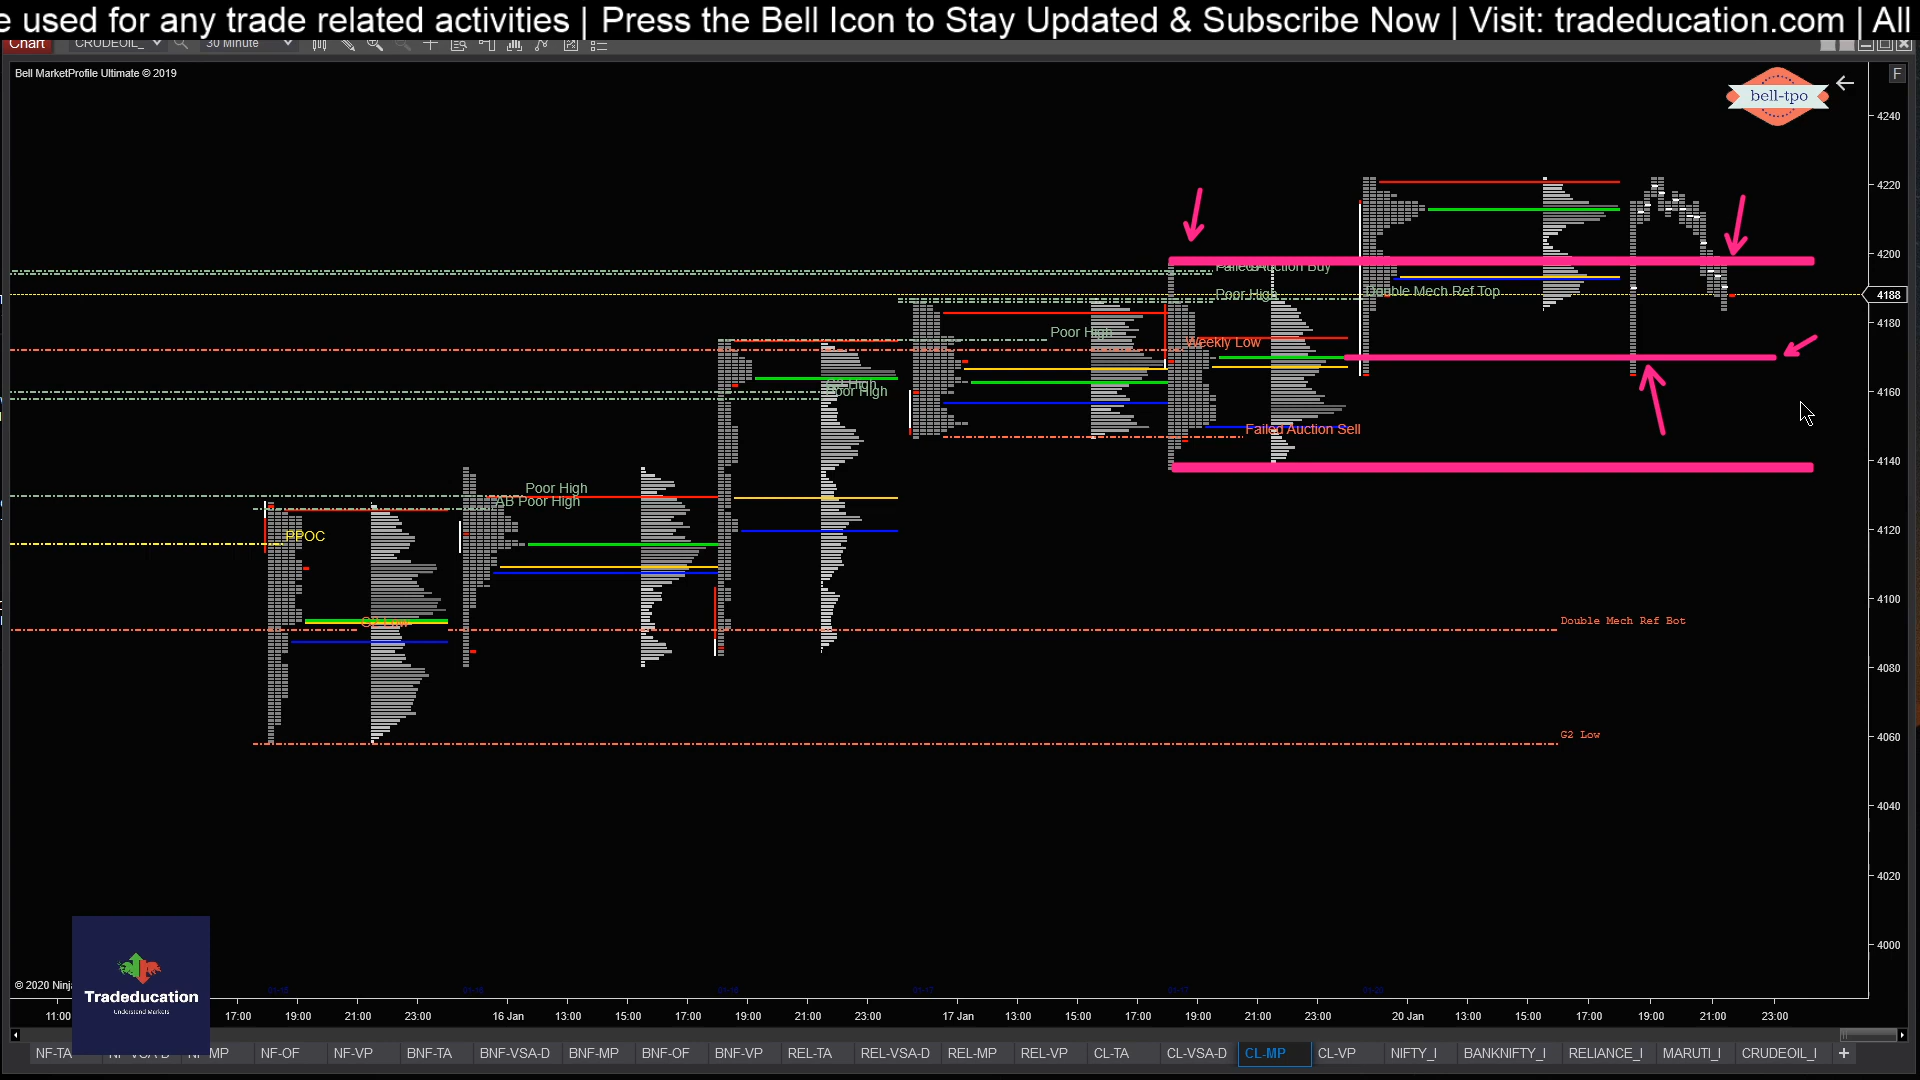 e used for any trade related activities | Press the Bell Icon to Stay Updated & Subscribe Now | Visit: tradeducation.com | All
Chart CRUDEOIL_ 30 Minute
Bell MarketProfile Ultimate © 2019
F
bell-tpo
4240
4220
4200
Failed Auction Buy
Poor High
Double Mech Ref Top
4188
4180
Poor High
Weekly Low
4160
Poor High
Failed Auction Sell
4140
Poor High
AB Poor High
4120
PPOC
4100
Double Mech Ref Bot
4080
G2 Low
4060
4040
4020
4000
© 2020 Ninj
Tradeducation
Understand Markets
11:00 17:00 19:00 21:00 23:00 16 Jan 13:00 15:00 17:00 19:00 21:00 23:00 17 Jan 13:00 15:00 17:00 19:00 21:00 23:00 20 Jan 13:00 15:00 17:00 19:00 21:00 23:00
NF-TA NF-VSA-D NF-MP NF-OF NF-VP BNF-TA BNF-VSA-D BNF-MP BNF-OF BNF-VP REL-TA REL-VSA-D REL-MP REL-VP CL-TA CL-VSA-D CL-MP CL-VP NIFTY_I BANKNIFTY_I RELIANCE_I MARUTI_I CRUDEOIL_I +